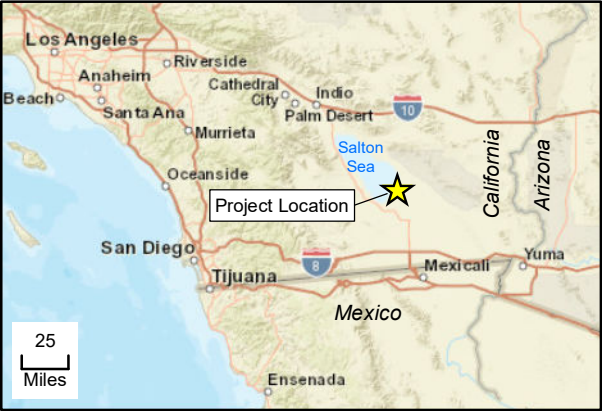 Los Angeles
Riverside
Anaheim
Cathedral
City
Indio
Beach
Santa Ana
Palm Desert
10
Murrieta
Salton
Sea
California
Arizona
Oceanside
Project Location
San Diego
8
Yuma
Tijuana
Mexicali
Mexico
25
Miles
Ensenada